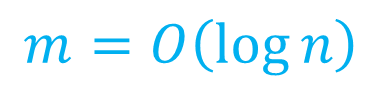 m = O(log n)